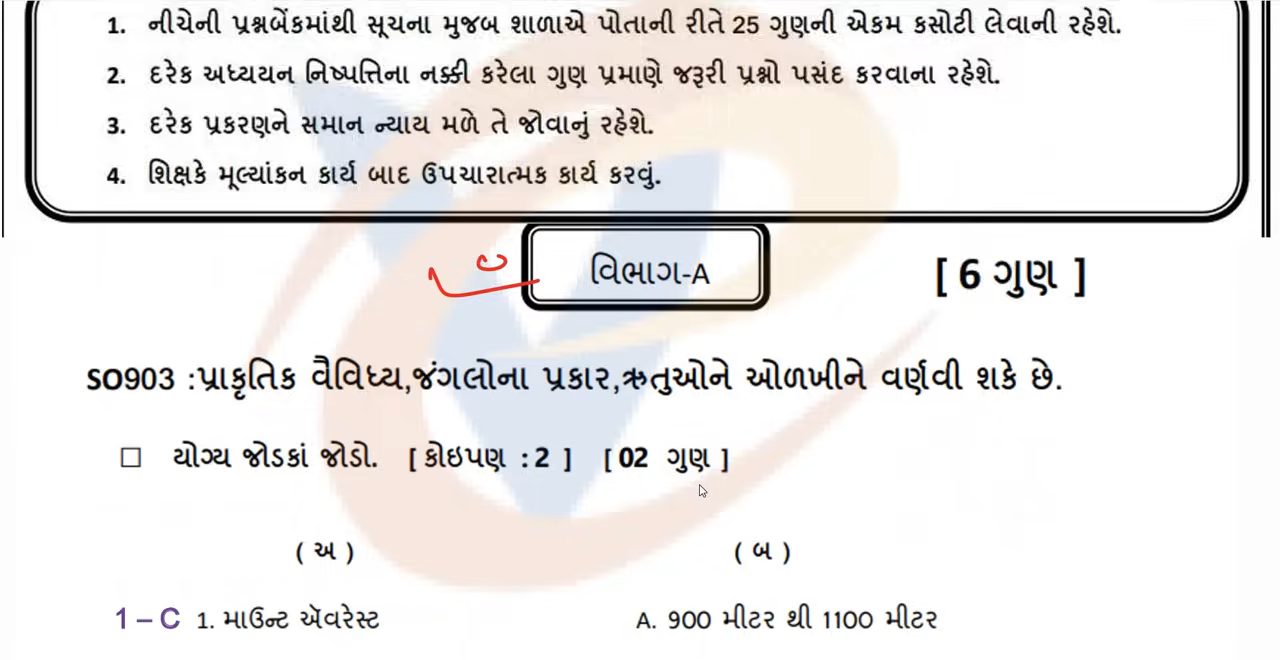 1. નીચેની પ્રશ્નબેંકમાંથી સૂચના મુજબ શાળાએ પોતાની રીતે 25 ગુણની એકમ કસોટી લેવાની રહેશે.
2. દરેક અધ્યયન નિષ્પત્તિના નક્કી કરેલા ગુણ પ્રમાણે જરૂરી પ્રશ્નો પસંદ કરવાના રહેશે.
3. દરેક પ્રકરણને સમાન ન્યાય મળે તે જોવાનું રહેશે.
4. શિક્ષકે મૂલ્યાંકન કાર્ય બાદ ઉપચારાત્મક કાર્ય કરવું.
વિભાગ-A [ 6 ગુણ ]
SO903 :પ્રાકૃતિક વૈવિધ્ય,જંગલોના પ્રકાર,ઋતુઓને ઓળખીને વર્ણવી શકે છે.
□ યોગ્ય જોડકાં જોડો. [ કોઇપણ : 2 ] [ 02 ગુણ ]
( અ ) ( બ )
1 – C 1. માઉન્ટ ઍવરેસ્ટ A. 900 મીટર થી 1100 મીટર